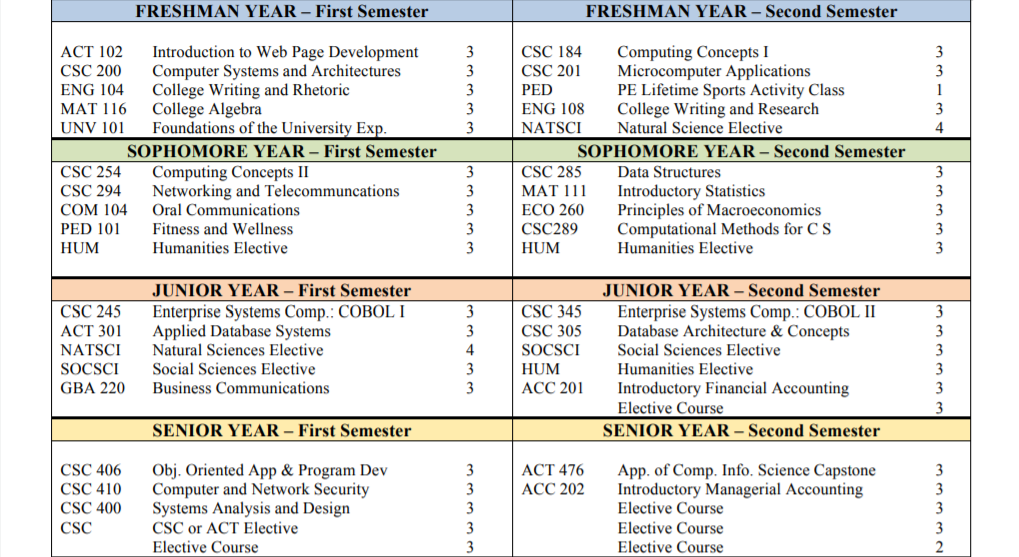 FRESHMAN YEAR – First Semester
ACT 102 Introduction to Web Page Development 3
CSC 200 Computer Systems and Architectures 3
ENG 104 College Writing and Rhetoric 3
MAT 116 College Algebra 3
UNV 101 Foundations of the University Exp. 3
FRESHMAN YEAR – Second Semester
CSC 184 Computing Concepts I 3
CSC 201 Microcomputer Applications 3
PED PE Lifetime Sports Activity Class 1
ENG 108 College Writing and Research 3
NATSCI Natural Science Elective 4
SOPHOMORE YEAR – First Semester
CSC 254 Computing Concepts II 3
CSC 294 Networking and Telecommuncations 3
COM 104 Oral Communications 3
PED 101 Fitness and Wellness 3
HUM Humanities Elective 3
SOPHOMORE YEAR – Second Semester
CSC 285 Data Structures 3
MAT 111 Introductory Statistics 3
ECO 260 Principles of Macroeconomics 3
CSC289 Computational Methods for C S 3
HUM Humanities Elective 3
JUNIOR YEAR – First Semester
CSC 245 Enterprise Systems Comp.: COBOL I 3
ACT 301 Applied Database Systems 3
NATSCI Natural Sciences Elective 4
SOCSCI Social Sciences Elective 3
GBA 220 Business Communications 3
JUNIOR YEAR – Second Semester
CSC 345 Enterprise Systems Comp.: COBOL II 3
CSC 305 Database Architecture & Concepts 3
SOCSCI Social Sciences Elective 3
HUM Humanities Elective 3
ACC 201 Introductory Financial Accounting 3
Elective Course 3
SENIOR YEAR – First Semester
CSC 406 Obj. Oriented App & Program Dev 3
CSC 410 Computer and Network Security 3
CSC 400 Systems Analysis and Design 3
CSC CSC or ACT Elective 3
Elective Course 3
SENIOR YEAR – Second Semester
ACT 476 App. of Comp. Info. Science Capstone 3
ACC 202 Introductory Managerial Accounting 3
Elective Course 3
Elective Course 3
Elective Course 2